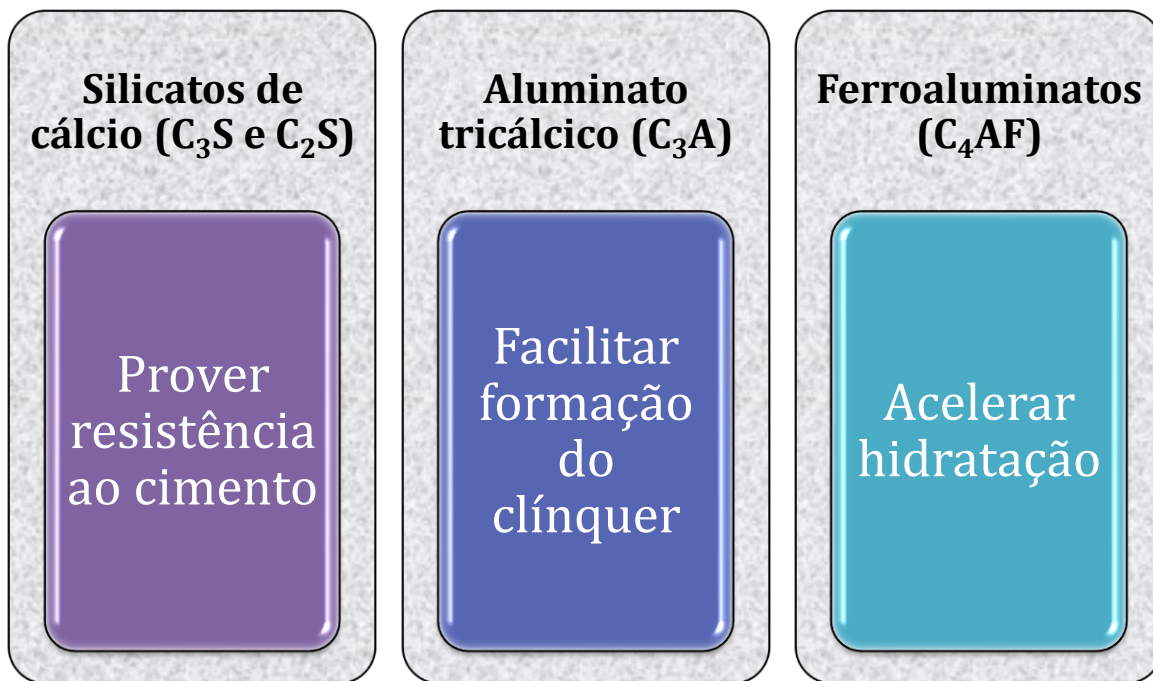 Silicatos de
cálcio (C₃S e C₂S)
Prover
resistência
ao cimento
Aluminato
tricálcico (C₃A)
Facilitar
formação
do
clínquer
Ferroaluminatos
(C₄AF)
Acelerar
hidratação